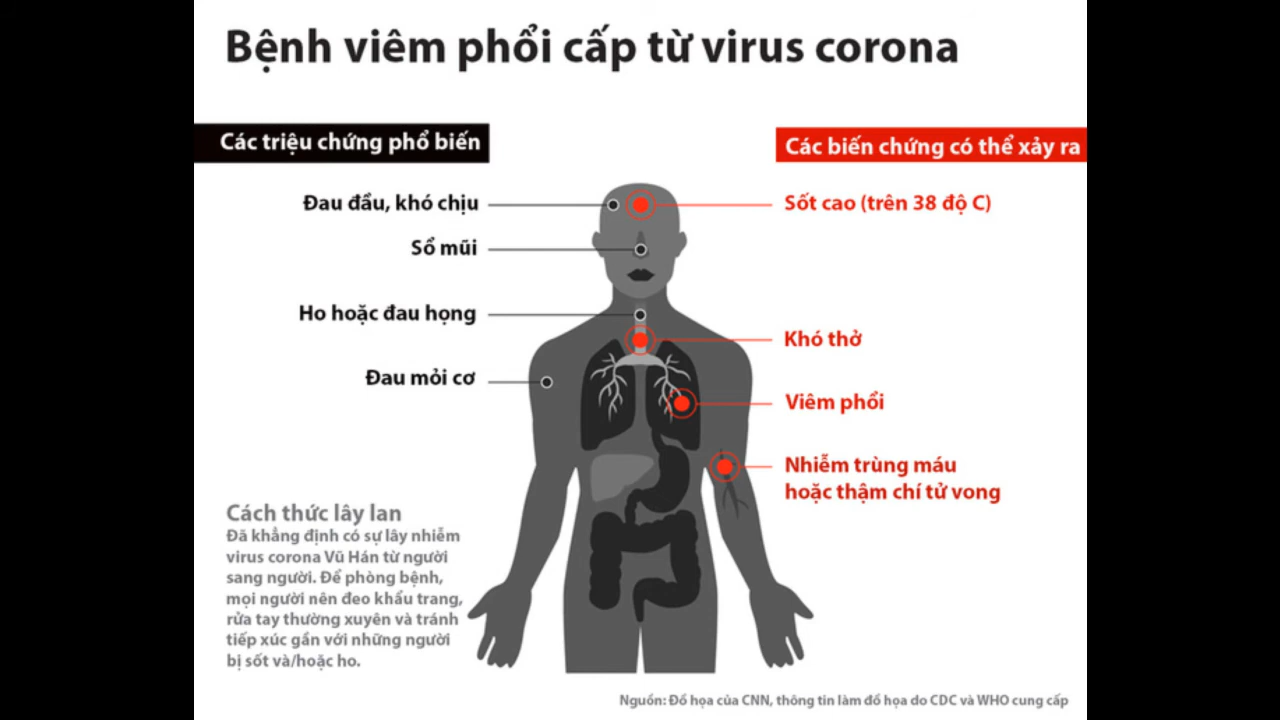 Bệnh viêm phổi cấp từ virus corona
Các triệu chứng phổ biến
Đau đầu, khó chịu
Sổ mũi
Ho hoặc đau họng
Đau mỏi cơ
Các biến chứng có thể xảy ra
Sốt cao (trên 38 độ C)
Khó thở
Viêm phổi
Nhiễm trùng máu
hoặc thậm chí tử vong
Cách thức lây lan
Đã khẳng định có sự lây nhiễm
virus corona Vũ Hán từ người
sang người. Để phòng bệnh,
mọi người nên đeo khẩu trang,
rửa tay thường xuyên và tránh
tiếp xúc gần với những người
bị sốt và/hoặc ho.
Nguồn: Đồ họa của CNN, thông tin làm đồ họa do CDC và WHO cung cấp